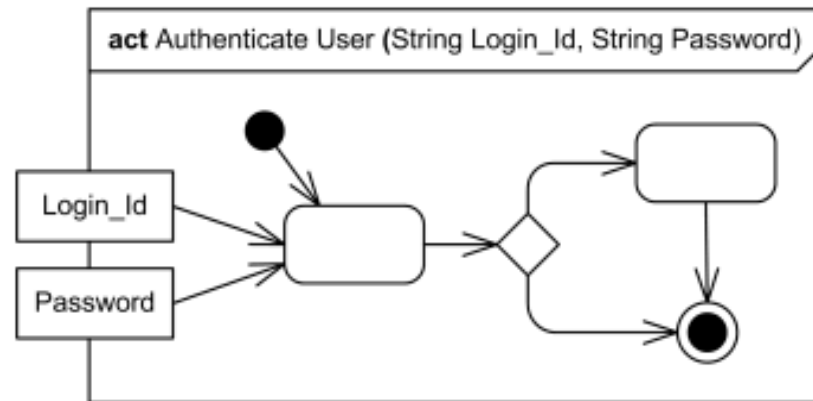 act Authenticate User (String Login_Id, String Password)
Login_Id
Password